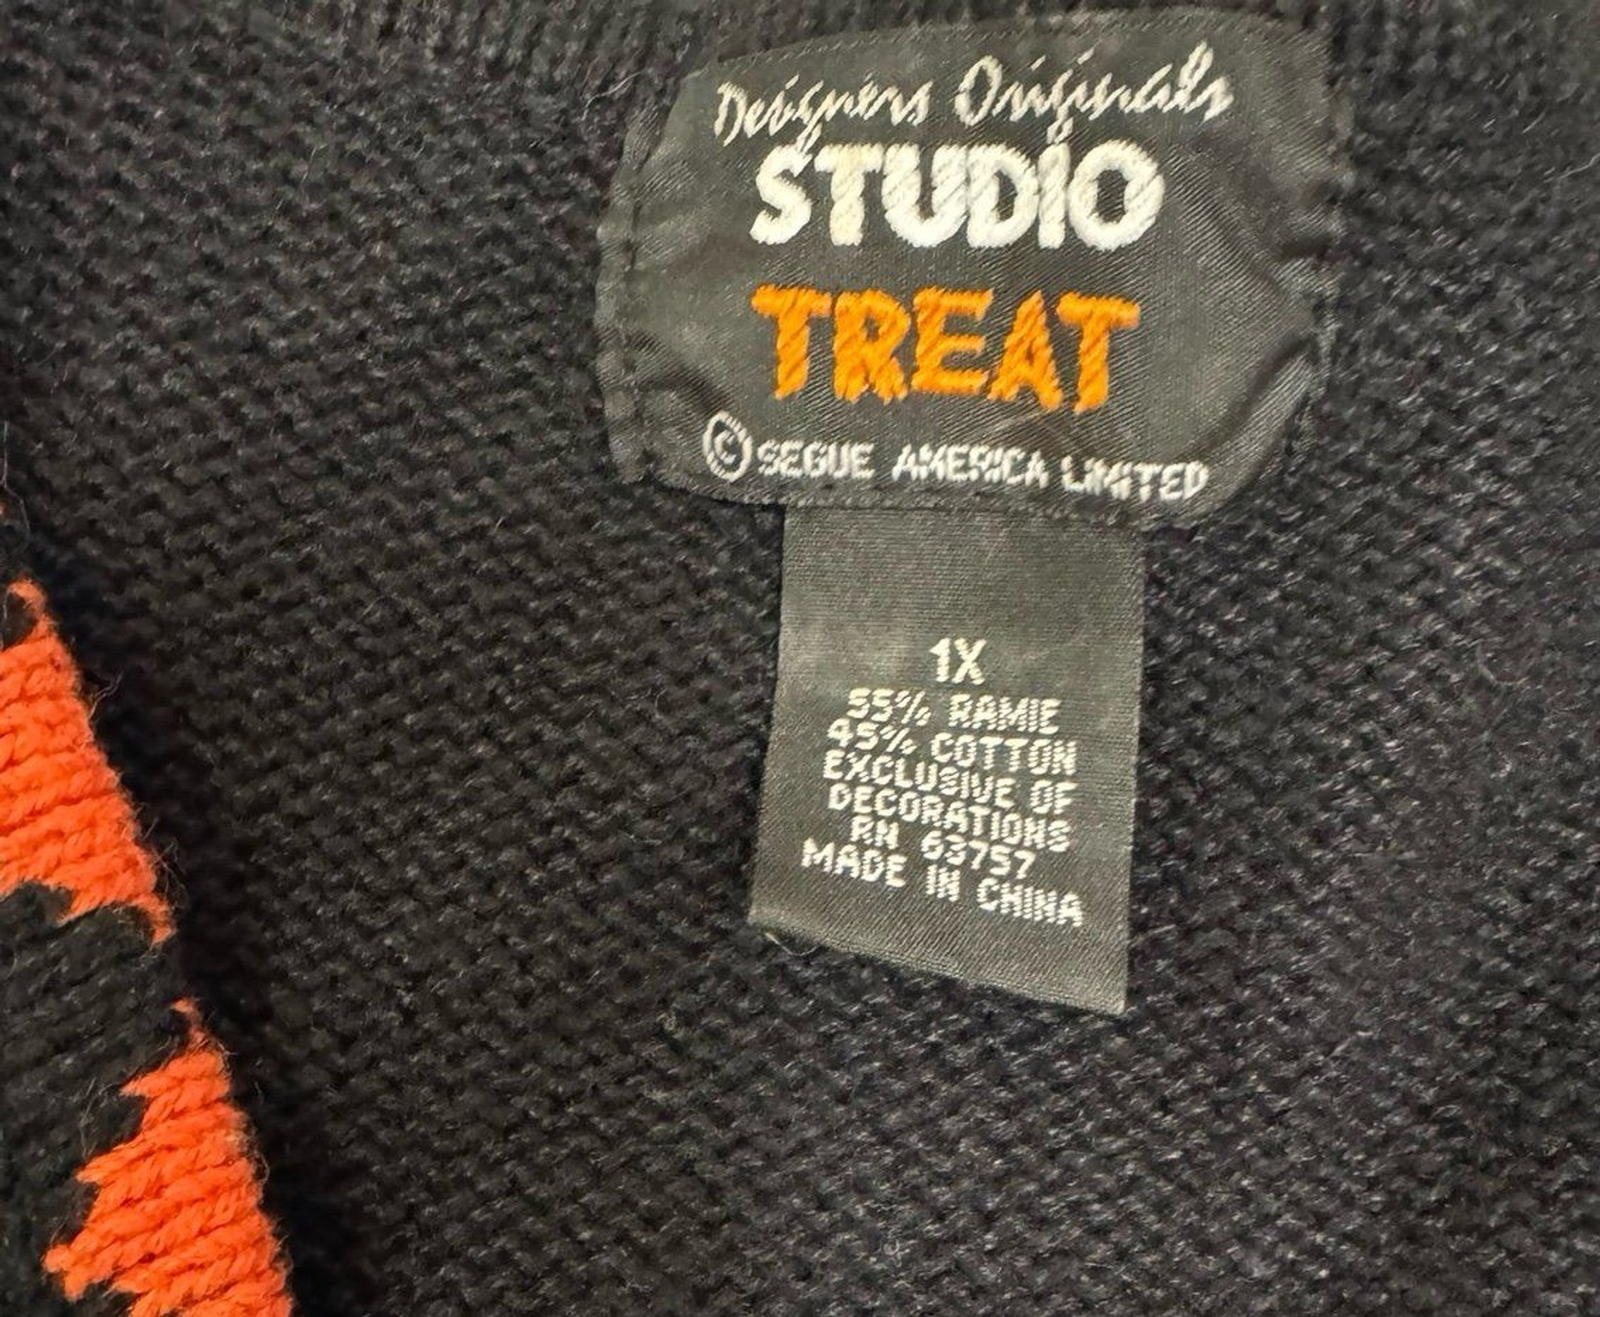 Designers Originals
STUDIO
TREAT
© SEGUE AMERICA LIMITED
1X
55% RAMIE
45% COTTON
EXCLUSIVE OF
DECORATIONS
RN 63757
MADE IN CHINA